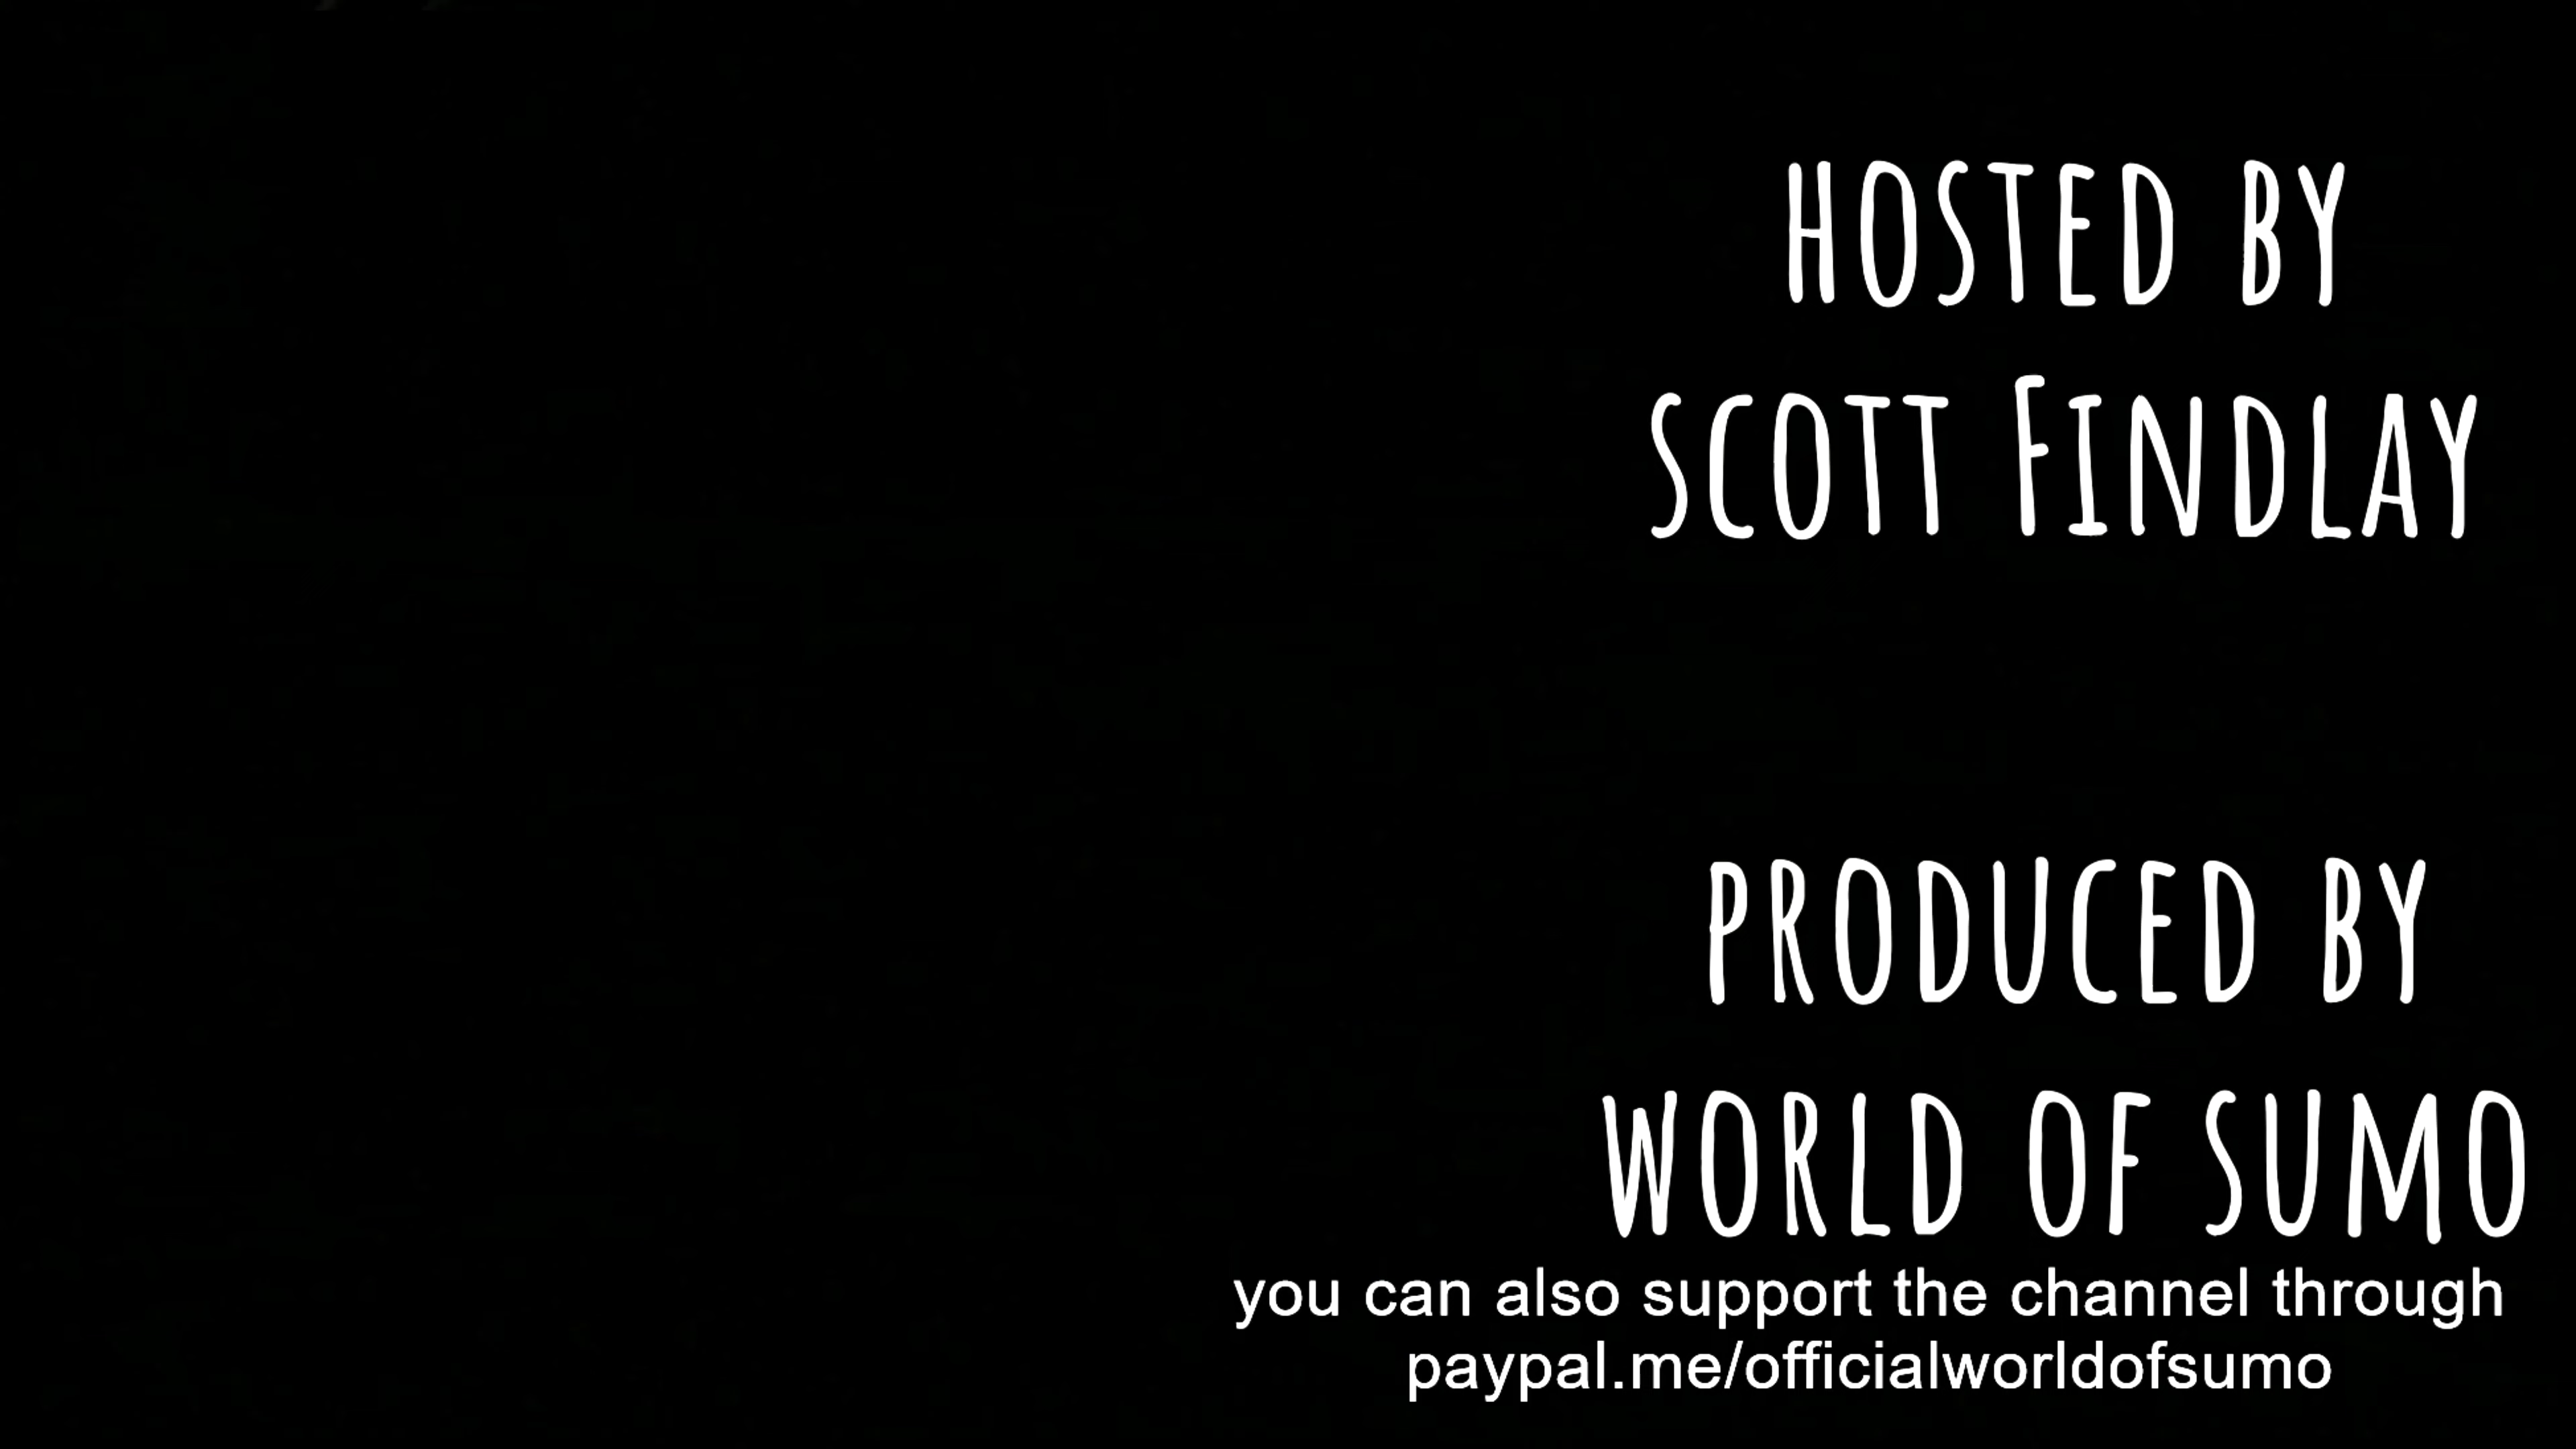 HOSTED BY
SCOTT FINDLAY
PRODUCED BY
WORLD OF SUMO
you can also support the channel through
paypal.me/officialworldofsumo